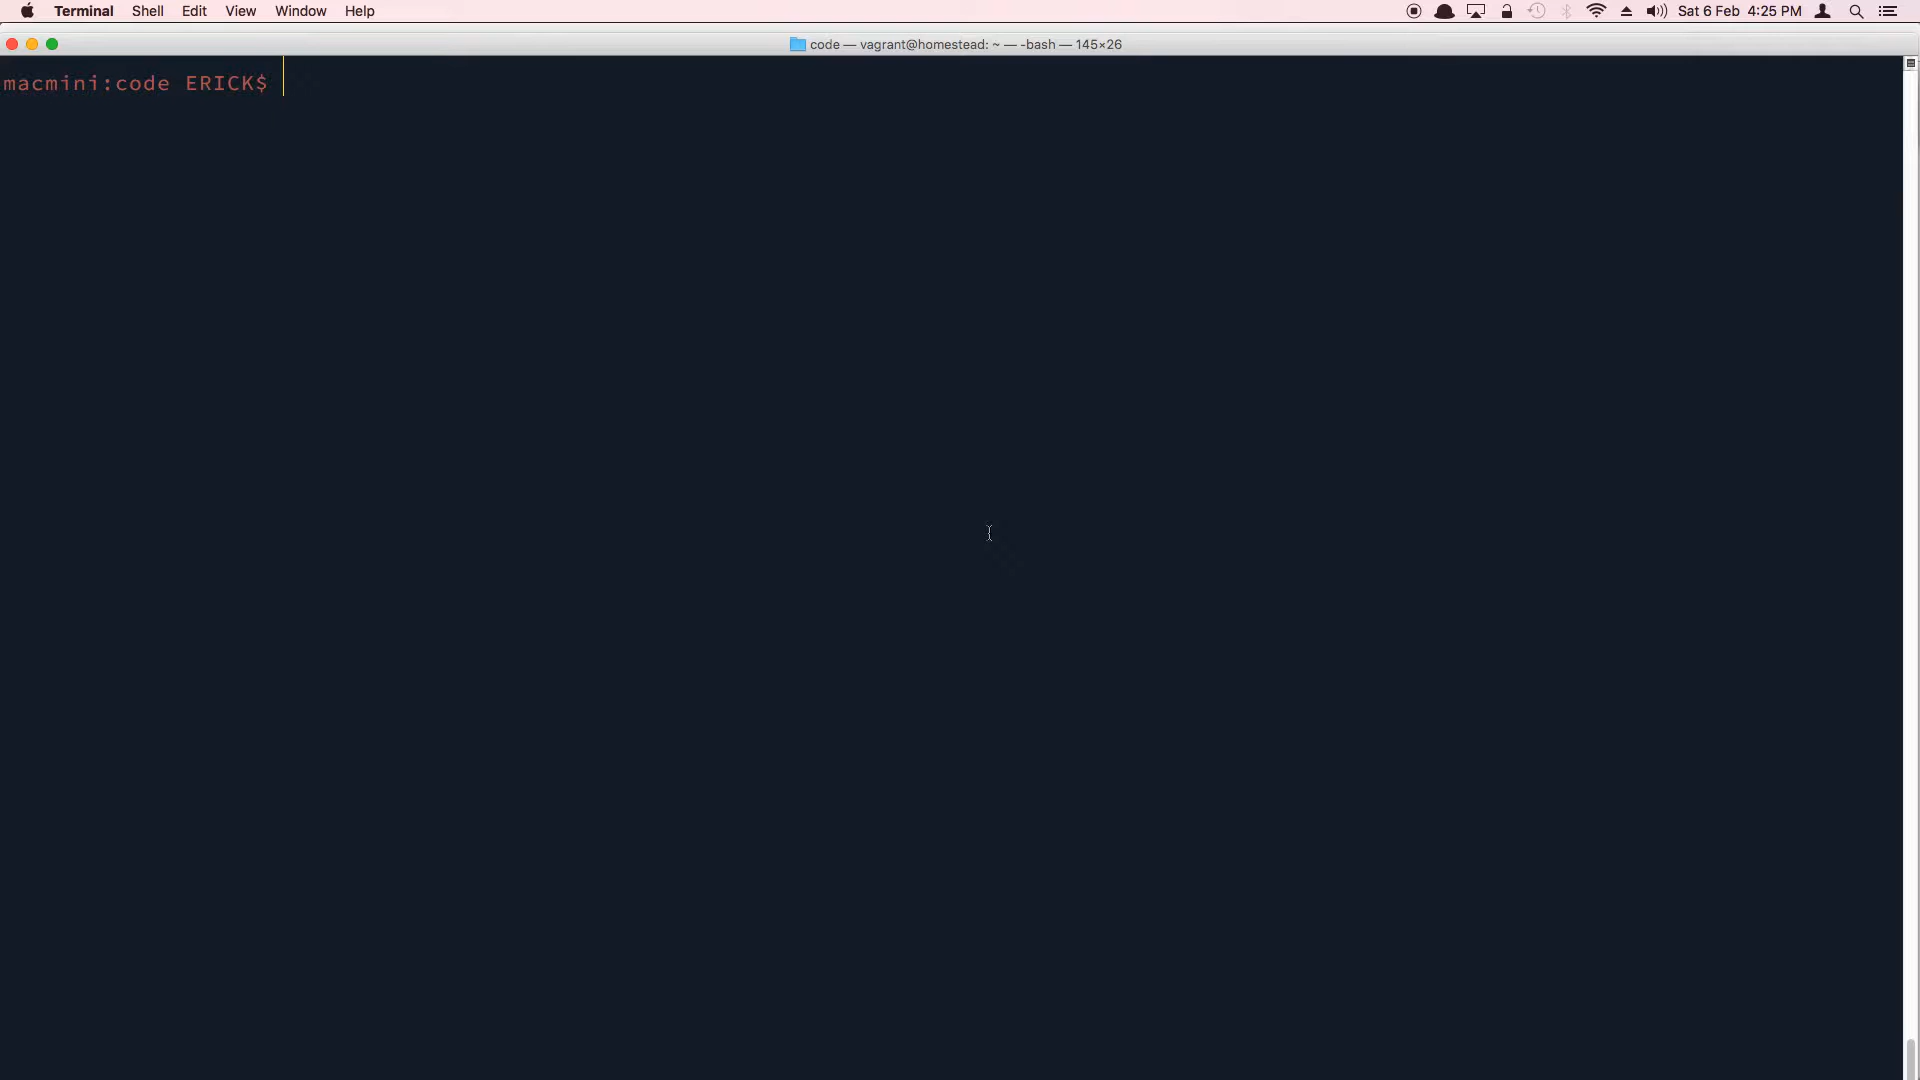 Terminal Shell Edit View Window Help Sat 6 Feb 4:25 PM
code — vagrant@homestead: ~ — -bash — 145×26
macmini:code ERICK$